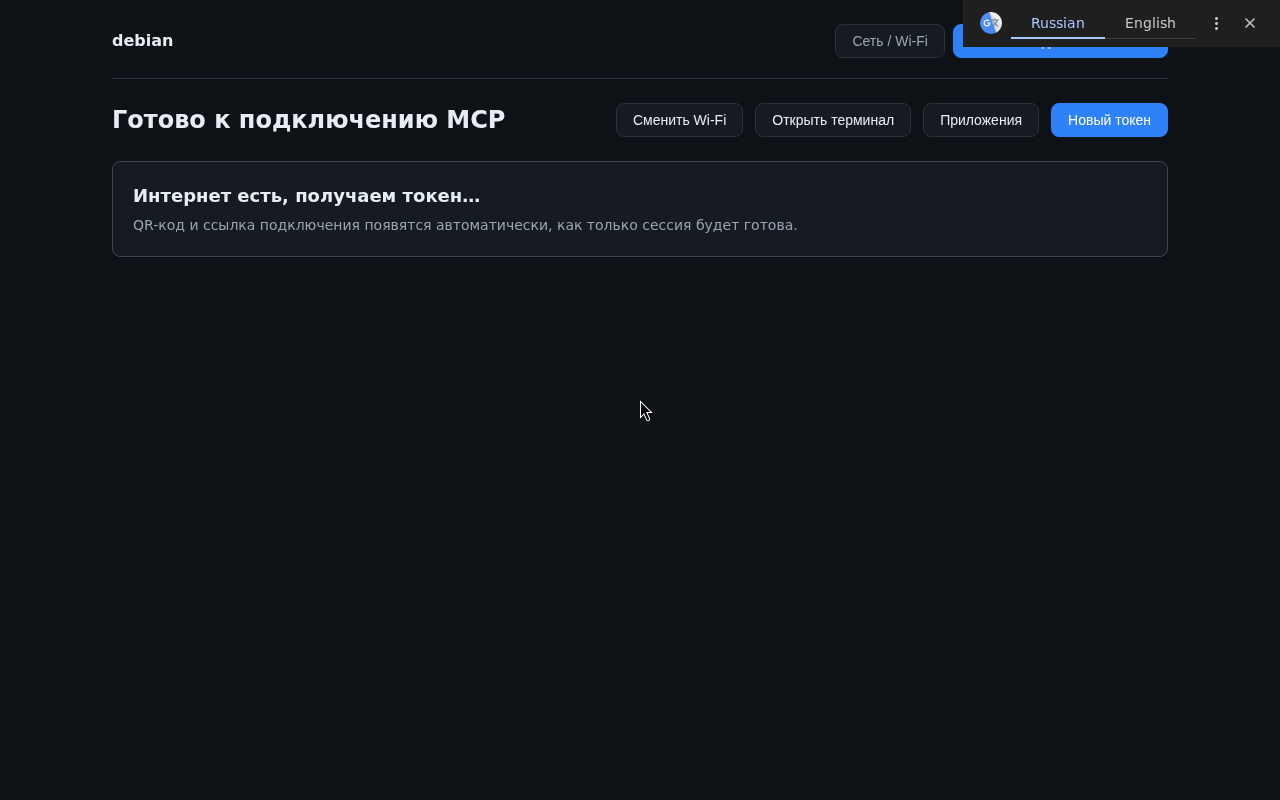 debian
Сеть / Wi-Fi
Russian
English
Готово к подключению MCP
Сменить Wi-Fi
Открыть терминал
Приложения
Новый токен
Интернет есть, получаем токен…
QR-код и ссылка подключения появятся автоматически, как только сессия будет готова.